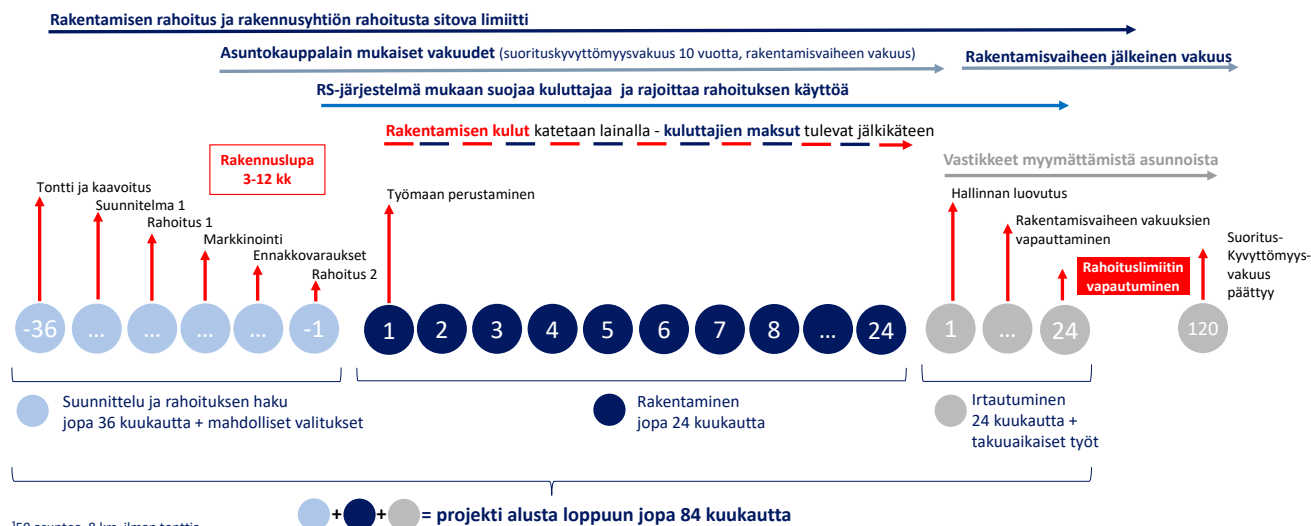 Rakentamisen rahoitus ja rakennusyhtiön rahoitusta sitova limiitti
Asuntokauppalain mukaiset vakuudet (suorituskyvyttömyysvakuus 10 vuotta, rakentamisvaiheen vakuus)
Rakentamisvaiheen jälkeinen vakuus
RS-järjestelmä mukaan suojaa kuluttajaa ja rajoittaa rahoituksen käyttöä
Rakentamisen kulut katetaan lainalla - kuluttajien maksut tulevat jälkikäteen
Rakennuslupa
3-12 kk
Vastikkeet myymättämistä asunnoista
Tontti ja kaavoitus
Suunnitelma 1
Rahoitus 1
Markkinointi
Ennakkovaraukset
Rahoitus 2
Työmaan perustaminen
Hallinnan luovutus
Rakentamisvaiheen vakuuksien
vapauttaminen
Rahoituslimiitin
vapautuminen
Suoritus-
Kyvyttömyys-
vakuus
päättyy
-36 ... ... ... ... -1 1 2 3 4 5 6 7 8 ... 24 1 ... 24 120
Suunnittelu ja rahoituksen haku
jopa 36 kuukautta + mahdolliset valitukset
Rakentaminen
jopa 24 kuukautta
Irtautuminen
24 kuukautta +
takuuaikaiset työt
+ + = projekti alusta loppuun jopa 84 kuukautta